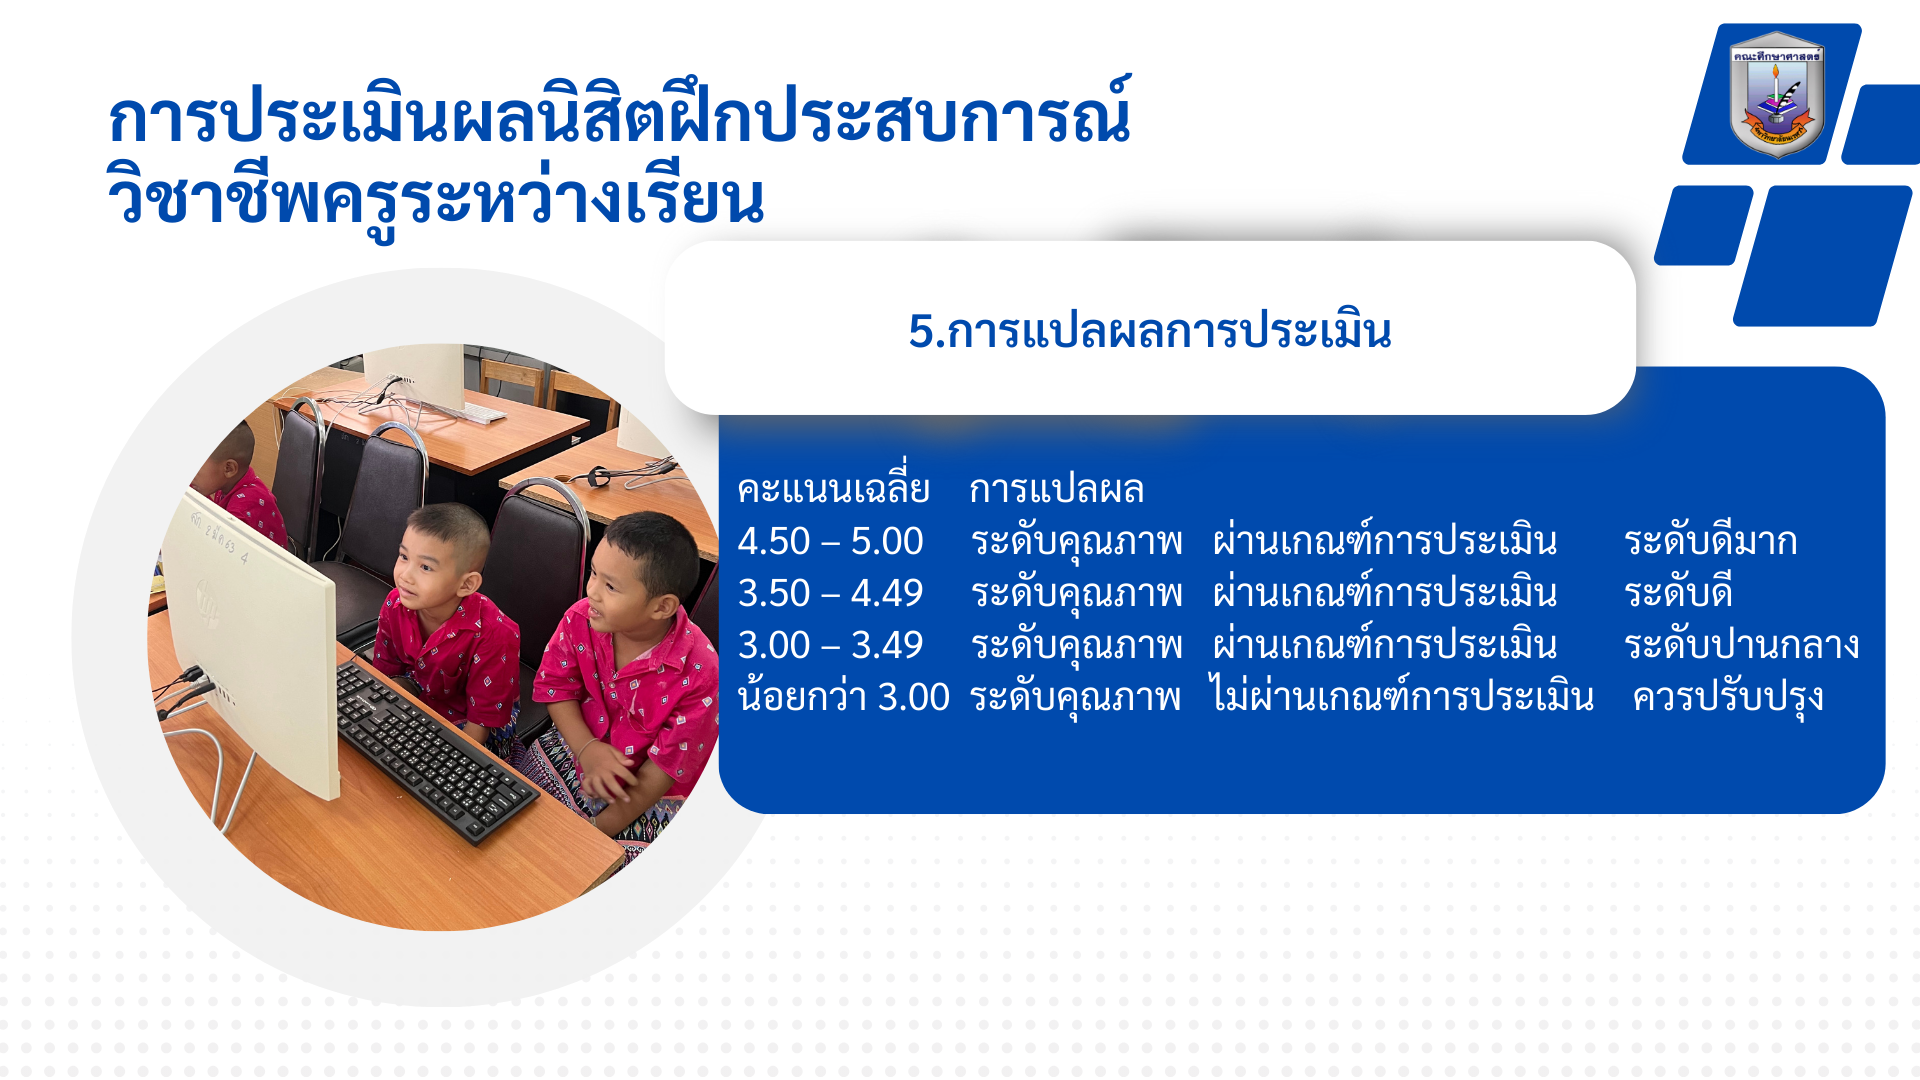 คณะศึกษาศาสตร์
การประเมินผลนิสิตฝึกประสบการณ์
วิชาชีพครูระหว่างเรียน
5.การแปลผลการประเมิน
คะแนนเฉลี่ย การแปลผล
4.50 – 5.00 ระดับคุณภาพ ผ่านเกณฑ์การประเมิน ระดับดีมาก
3.50 – 4.49 ระดับคุณภาพ ผ่านเกณฑ์การประเมิน ระดับดี
3.00 – 3.49 ระดับคุณภาพ ผ่านเกณฑ์การประเมิน ระดับปานกลาง
น้อยกว่า 3.00 ระดับคุณภาพ ไม่ผ่านเกณฑ์การประเมิน ควรปรับปรุง